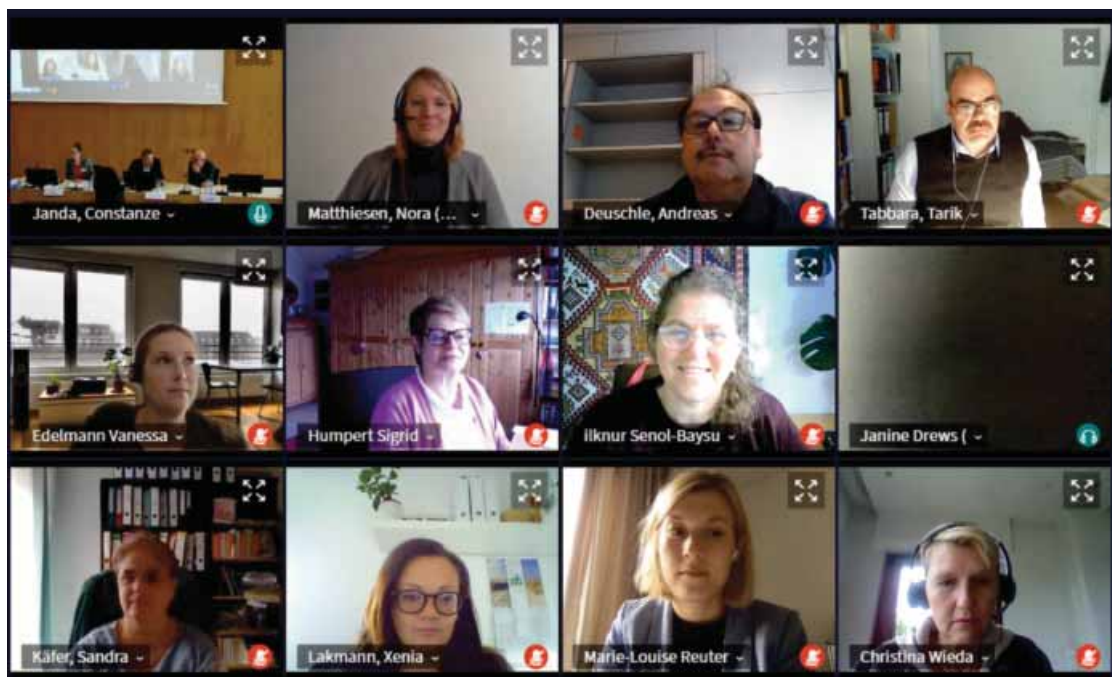 Janda, Constanze
Matthiesen, Nora (...
Deuschle, Andreas
Tabbara, Tarik
Edelmann Vanessa
Humpert Sigrid
ilknur Senol-Baysu
Janine Drews (
Käfer, Sandra
Lakmann, Xenia
Marie-Louise Reuter
Christina Wieda